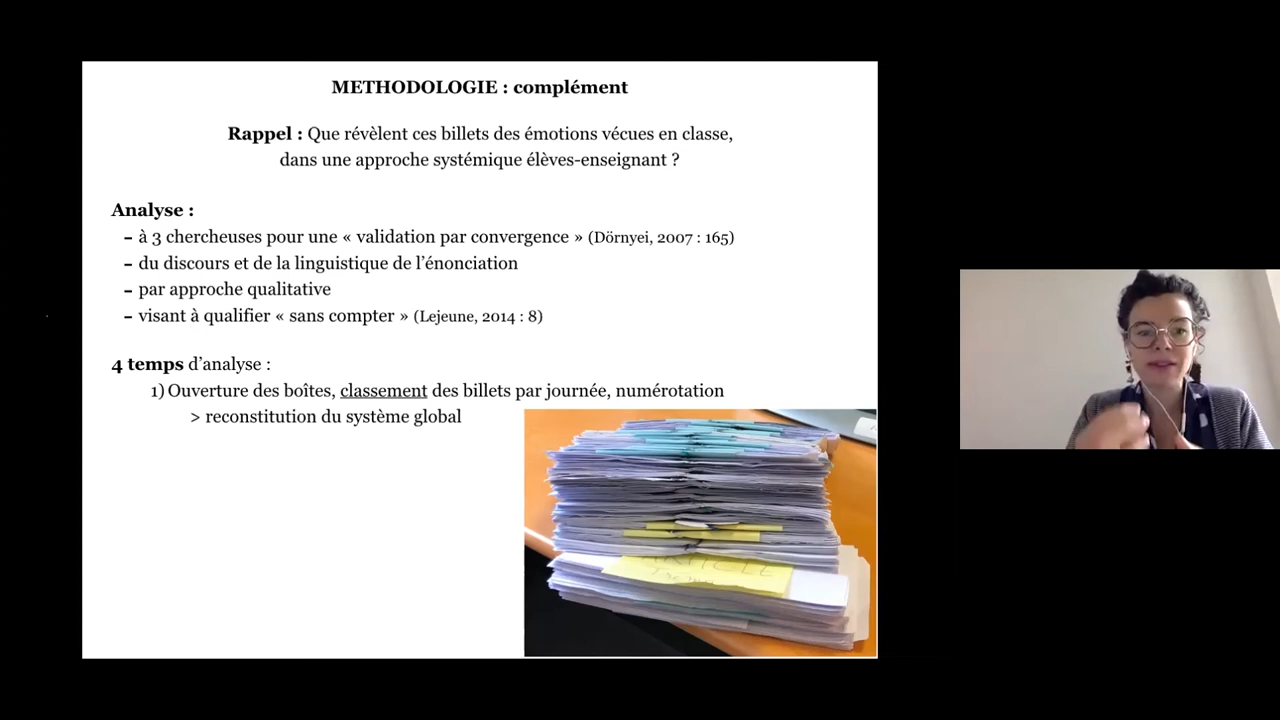 METHODOLOGIE : complément
Rappel : Que révèlent ces billets des émotions vécues en classe,
dans une approche systémique élèves-enseignant ?
Analyse :
– à 3 chercheuses pour une « validation par convergence » (Dörnyei, 2007 : 165)
– du discours et de la linguistique de l’énonciation
– par approche qualitative
– visant à qualifier « sans compter » (Lejeune, 2014 : 8)
4 temps d’analyse :
1) Ouverture des boîtes, classement des billets par journée, numérotation
> reconstitution du système global
ARTICLE